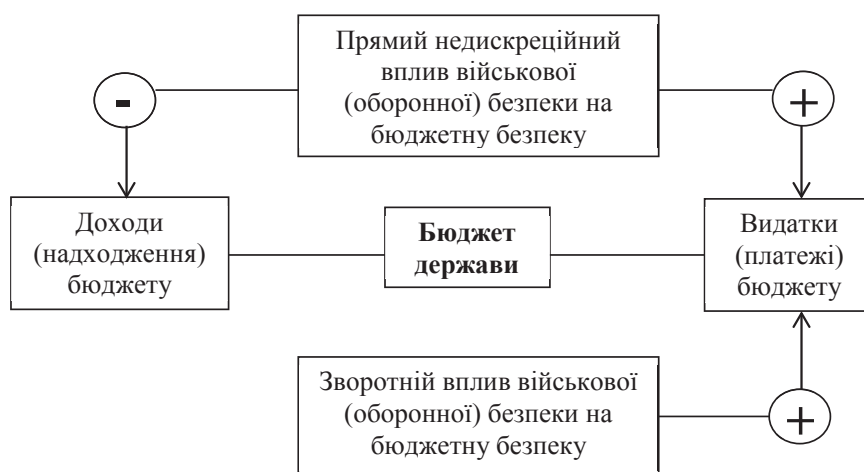 Прямий недискреційний
вплив військової
(оборонної) безпеки на
бюджетну безпеку
-
+
Доходи
(надходження)
бюджету
Бюджет
держави
Видатки
(платежі)
бюджету
Зворотній вплив військової
(оборонної) безпеки на
бюджетну безпеку
+